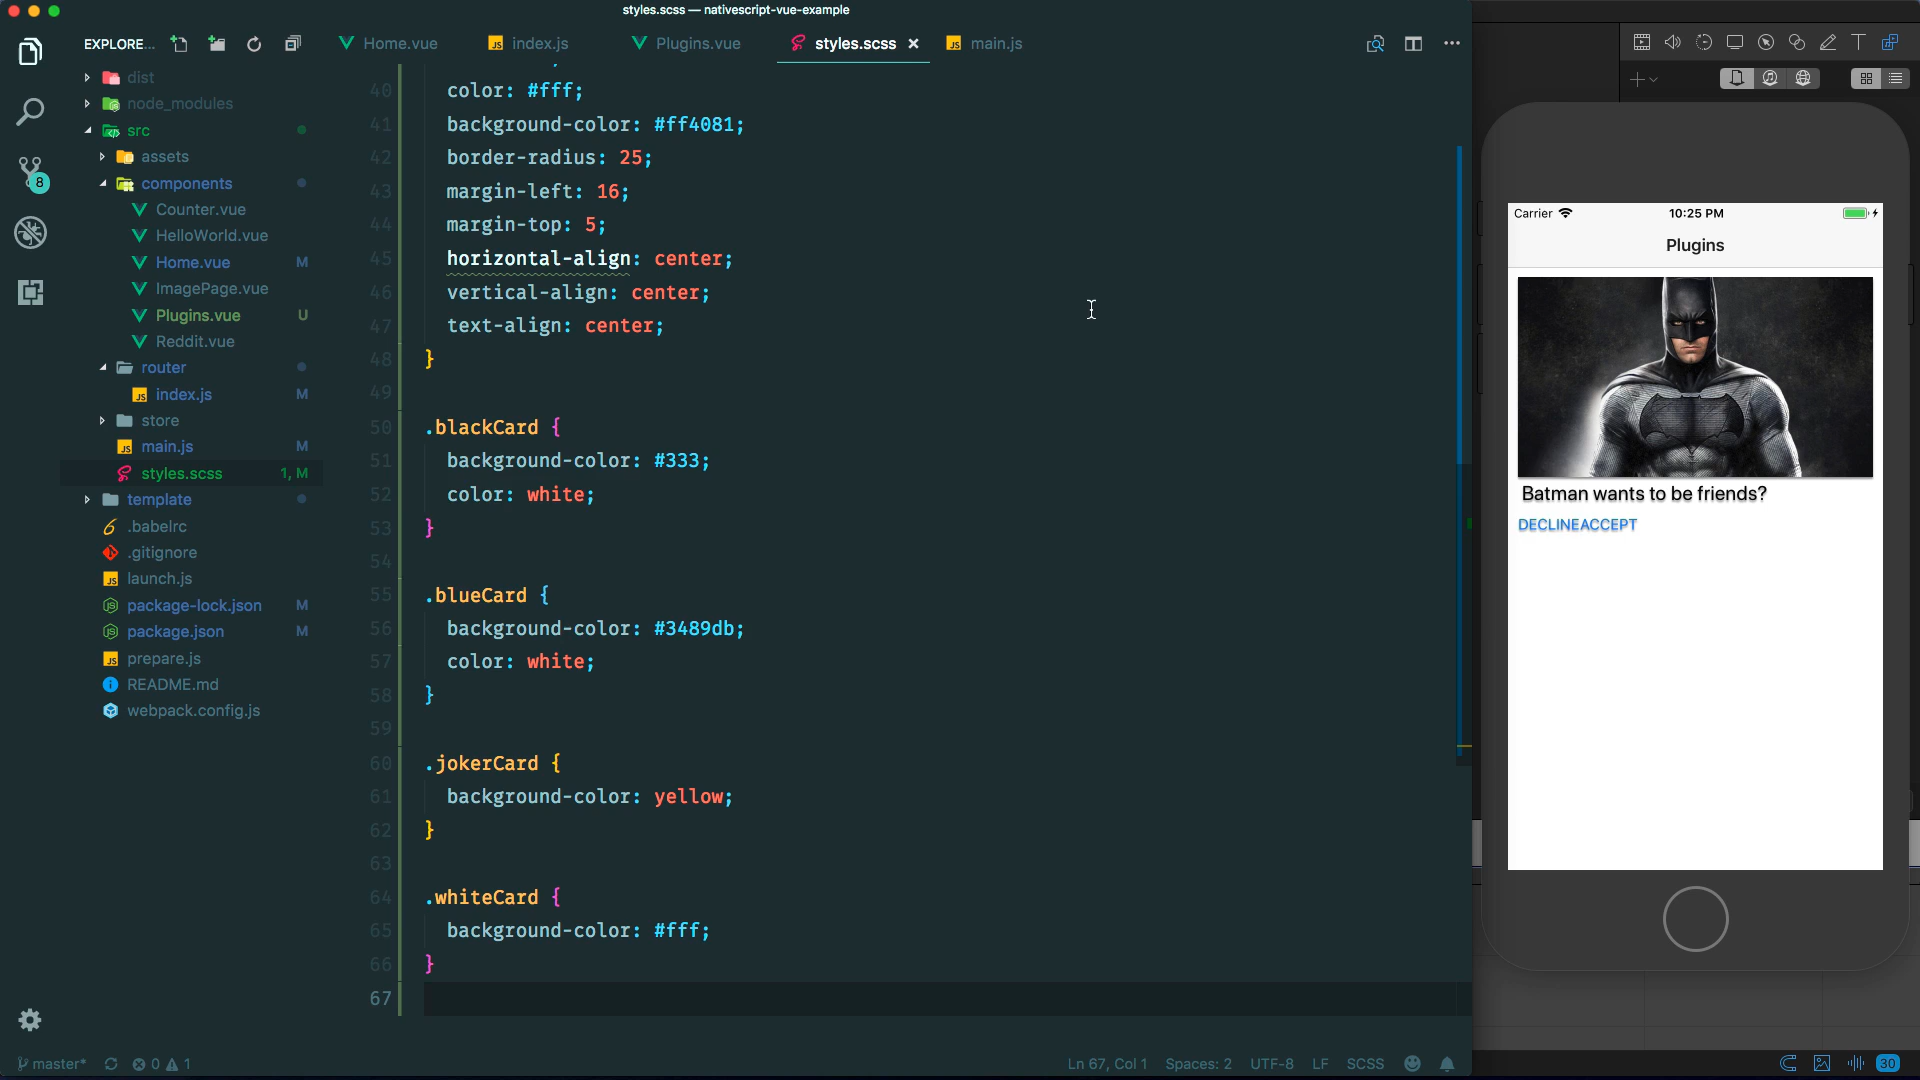 styles.scss — nativescript-vue-example
EXPLORE...
Home.vue
index.js
Plugins.vue
styles.scss
main.js
dist
node_modules
src
assets
components
Counter.vue
HelloWorld.vue
Home.vue M
ImagePage.vue
Plugins.vue U
Reddit.vue
router
index.js M
store
main.js M
styles.scss 1, M
template
.babelrc
.gitignore
launch.js
package-lock.json M
package.json M
prepare.js
README.md
webpack.config.js
8
40 color: #fff;
41 background-color: #ff4081;
42 border-radius: 25;
43 margin-left: 16;
44 margin-top: 5;
45 horizontal-align: center;
46 vertical-align: center;
47 text-align: center;
48 }
49
50 .blackCard {
51 background-color: #333;
52 color: white;
53 }
54
55 .blueCard {
56 background-color: #3489db;
57 color: white;
58 }
59
60 .jokerCard {
61 background-color: yellow;
62 }
63
64 .whiteCard {
65 background-color: #fff;
66 }
67
master* 0 1
Ln 67, Col 1 Spaces: 2 UTF-8 LF SCSS
Carrier 10:25 PM
Plugins
Batman wants to be friends?
DECLINEACCEPT
30